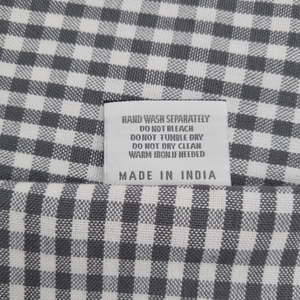 HAND WASH SEPARATELY
DO NOT BLEACH
DO NOT TUMBLE DRY
DO NOT DRY CLEAN
WARM IRON IF NEEDED
MADE IN INDIA